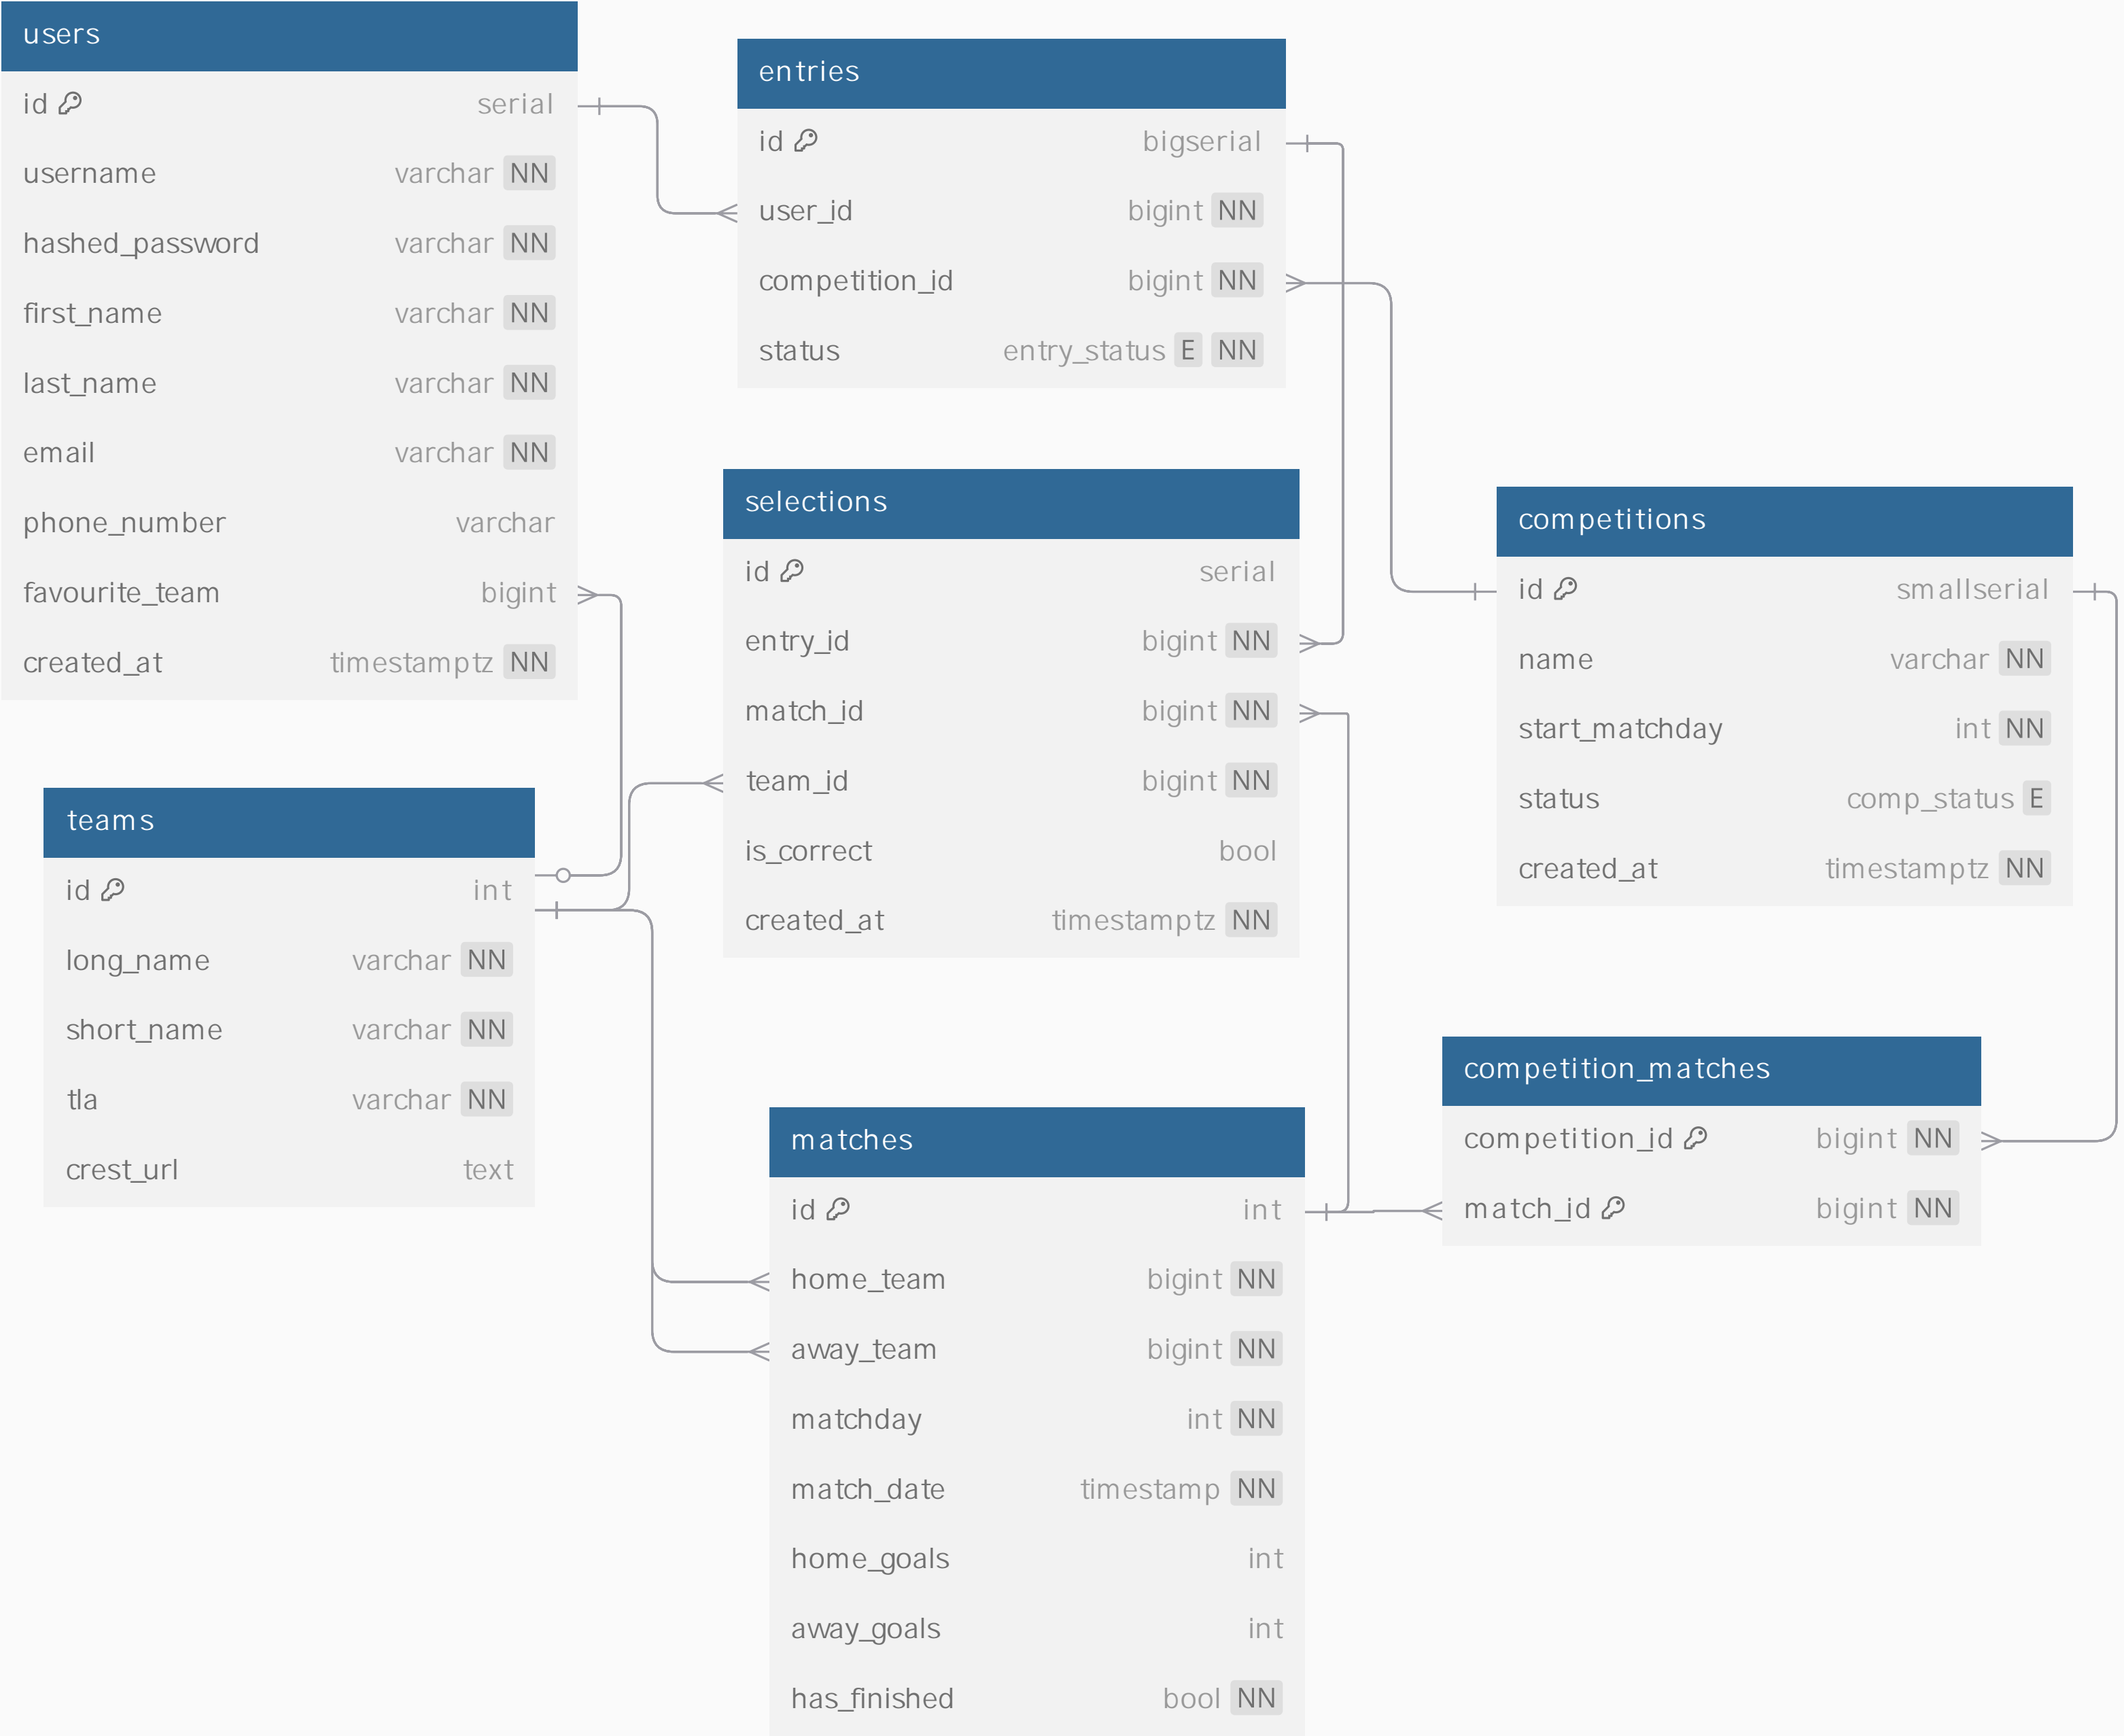 users
id serial
username varchar NN
hashed_password varchar NN
first_name varchar NN
last_name varchar NN
email varchar NN
phone_number varchar
favourite_team bigint
created_at timestamptz NN
entries
id bigserial
user_id bigint NN
competition_id bigint NN
status entry_status E NN
selections
id serial
entry_id bigint NN
match_id bigint NN
team_id bigint NN
is_correct bool
created_at timestamptz NN
competitions
id smallserial
name varchar NN
start_matchday int NN
status comp_status E
created_at timestamptz NN
teams
id int
long_name varchar NN
short_name varchar NN
tla varchar NN
crest_url text
matches
id int
home_team bigint NN
away_team bigint NN
matchday int NN
match_date timestamp NN
home_goals int
away_goals int
has_finished bool NN
competition_matches
competition_id bigint NN
match_id bigint NN